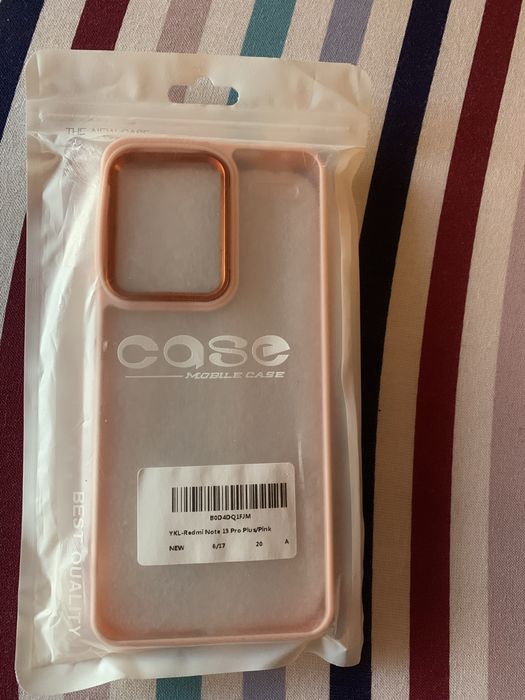 THE NEW CASE
case
MOBILE CASE
B0D4DQ1FJM
YKL-Redmi Note 13 Pro Plus/Pink
NEW 6/17 20 A
BEST QUALITY